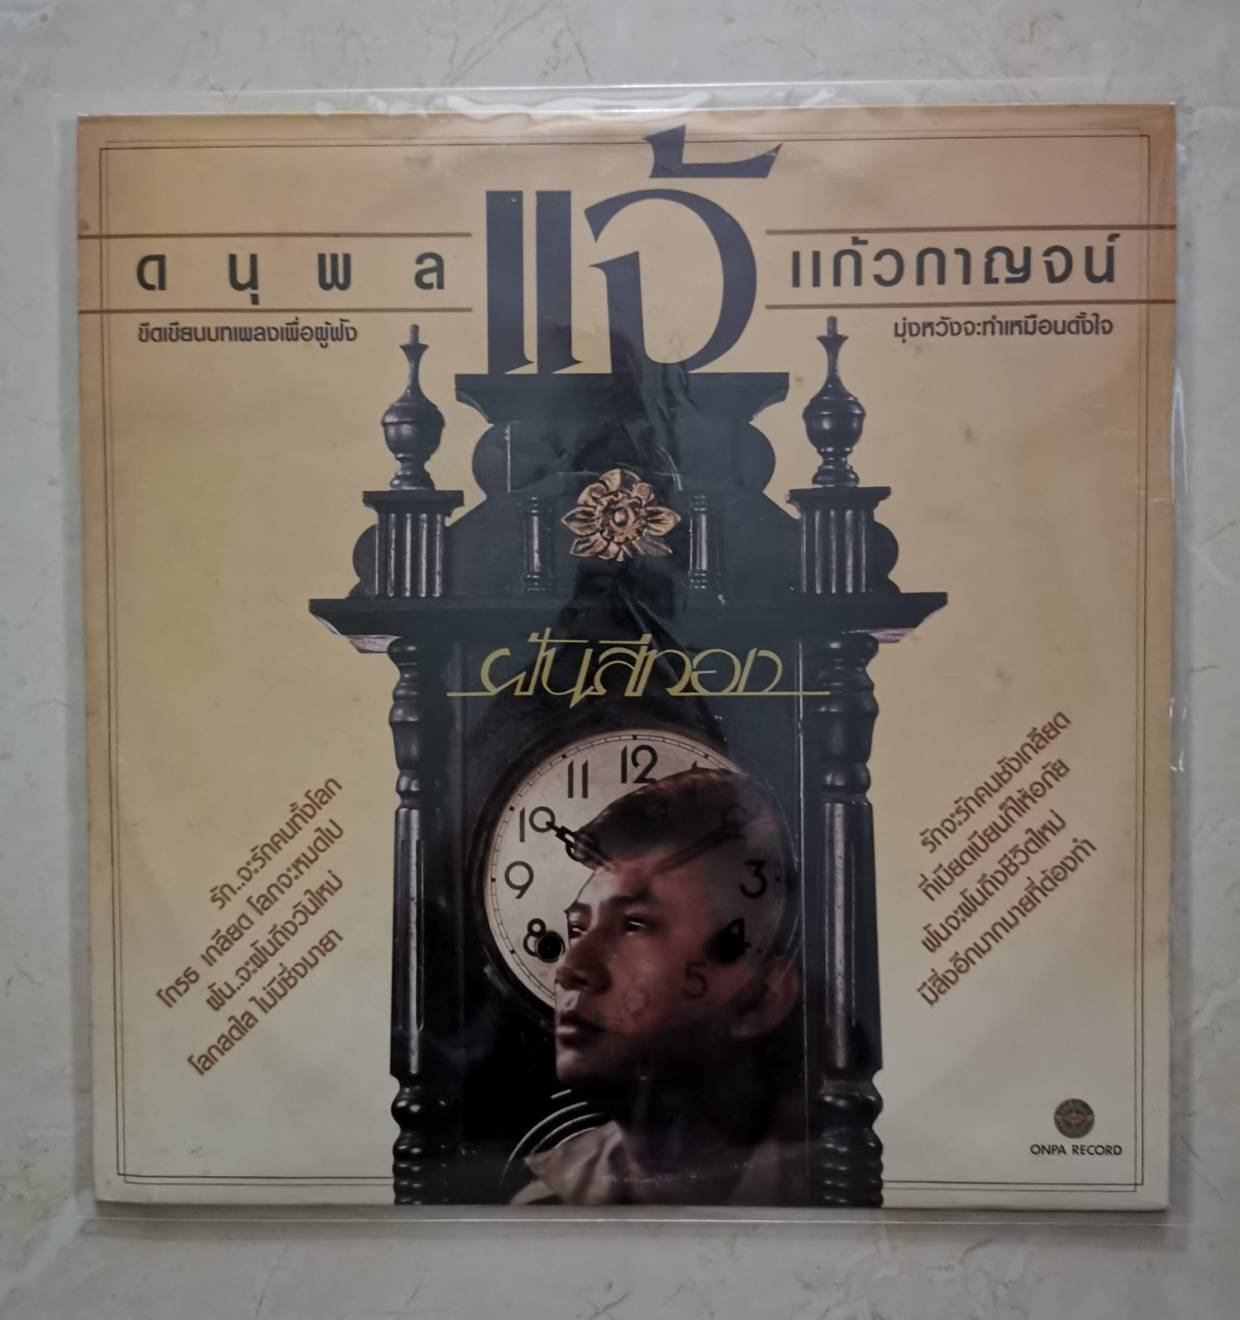 แจ้
ดนุพล
แก้วกาญจน์
ขีดเขียนบทเพลงเพื่อผู้ฟัง
มุ่งหวังจะทำเหมือนตั้งใจ
ฝันสีทอง
12
11
10
9
8
3
4
5
6
รัก..จะรักคนทั้งโลก
โกรธ เกลียด โลกจะหมดไป
ฝัน..จะฝันถึงวันใหม่
โลกสดใส ไม่มีซึ่งมายา
รักจะรักคนชังเกลียด
ที่เบียดเบียนก็ให้อภัย
ฝันจะฝันถึงชีวิตใหม่
มีสิ่งอีกมากมายที่ต้องทำ
ONPA RECORD